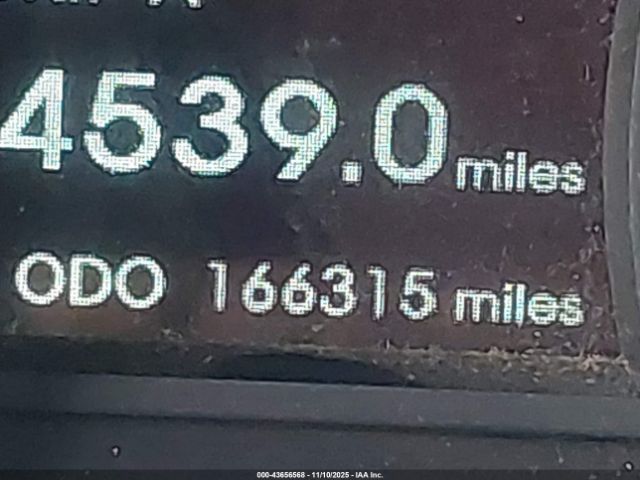 4539.0 miles
ODO 166315 miles
000-43656568 - 11/10/2025 - IAA Inc.